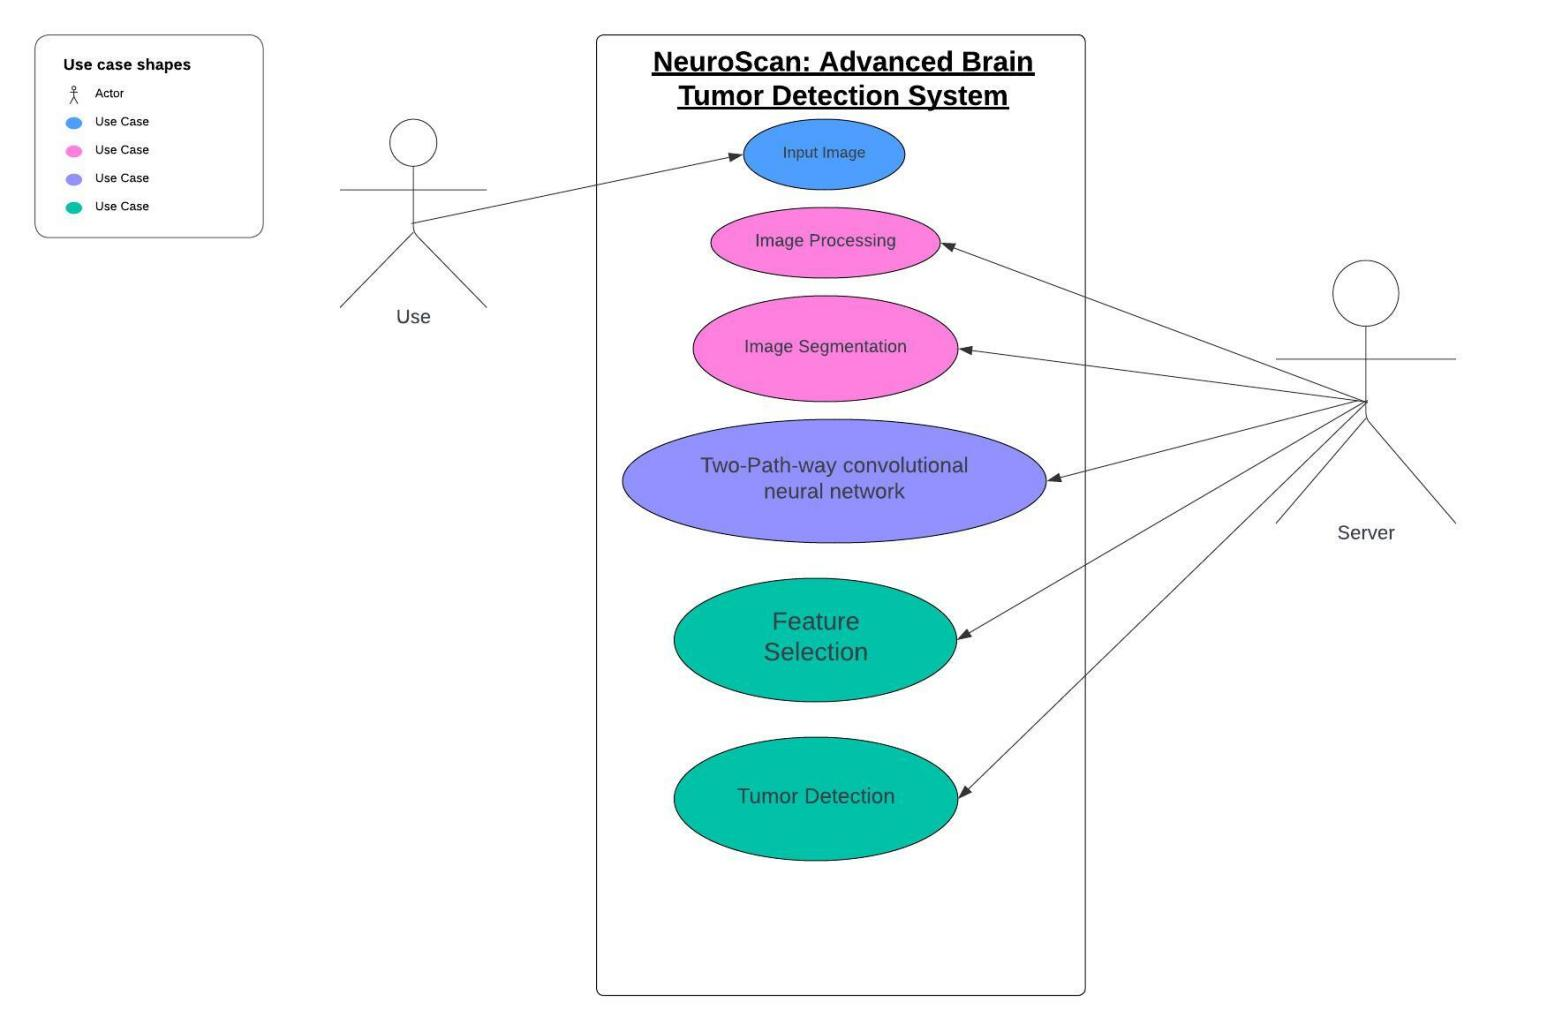 Use case shapes
Actor
Use Case
Use Case
Use Case
Use Case
NeuroScan: Advanced Brain
Tumor Detection System
Input Image
Image Processing
Image Segmentation
Two-Path-way convolutional
neural network
Feature
Selection
Tumor Detection
Use
Server